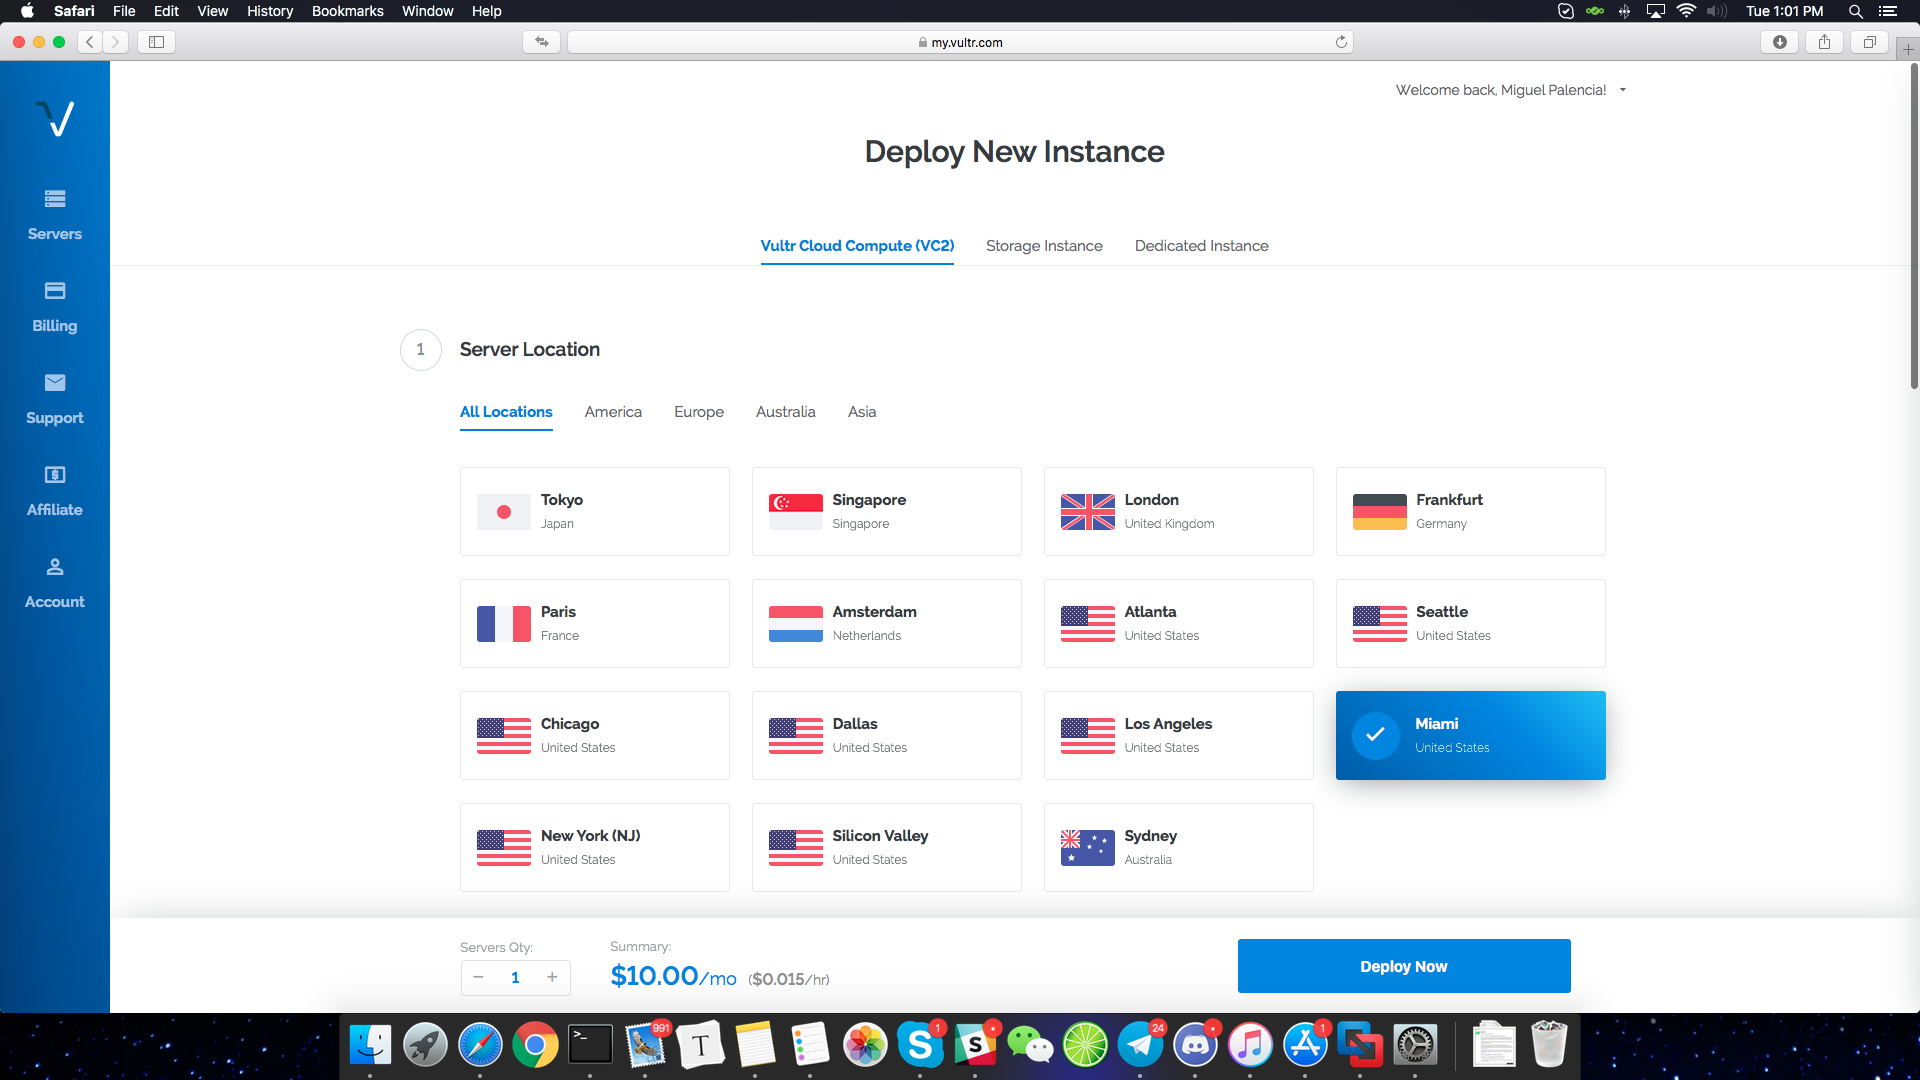 Safari File Edit View History Bookmarks Window Help
Tue 1:01 PM
my.vultr.com
Welcome back, Miguel Palencia!
Servers
Billing
Support
Affiliate
Account
Deploy New Instance
Vultr Cloud Compute (VC2) Storage Instance Dedicated Instance
1 Server Location
All Locations America Europe Australia Asia
Tokyo
Japan
Singapore
Singapore
London
United Kingdom
Frankfurt
Germany
Paris
France
Amsterdam
Netherlands
Atlanta
United States
Seattle
United States
Chicago
United States
Dallas
United States
Los Angeles
United States
Miami
United States
New York (NJ)
United States
Silicon Valley
United States
Sydney
Australia
Servers Qty:
− 1 +
Summary:
$10.00/mo ($0.015/hr)
Deploy Now
991
1
24
1